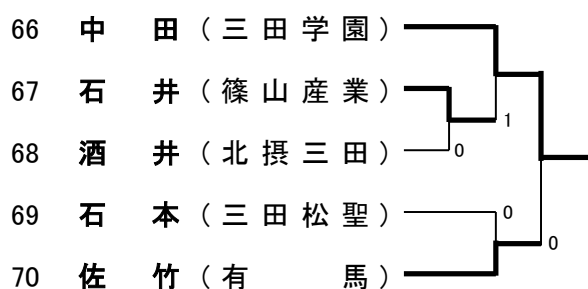 66 中 田 ( 三 田 学 園 )
67 石 井 ( 篠 山 産 業 )
1
68 酒 井 ( 北 摂 三 田 )
0
69 石 本 ( 三 田 松 聖 )
0
0
70 佐 竹 ( 有 馬 )